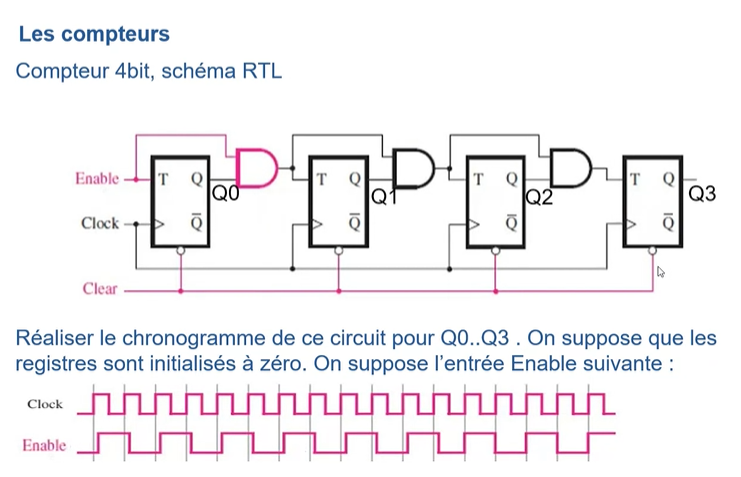 Les compteurs
Compteur 4bit, schéma RTL
Enable T Q T Q T Q T Q
Q0 Q1 Q2 Q3
Clock Q̅ Q̅ Q̅ Q̅
Clear
Réaliser le chronogramme de ce circuit pour Q0..Q3 . On suppose que les
registres sont initialisés à zéro. On suppose l'entrée Enable suivante :
Clock
Enable